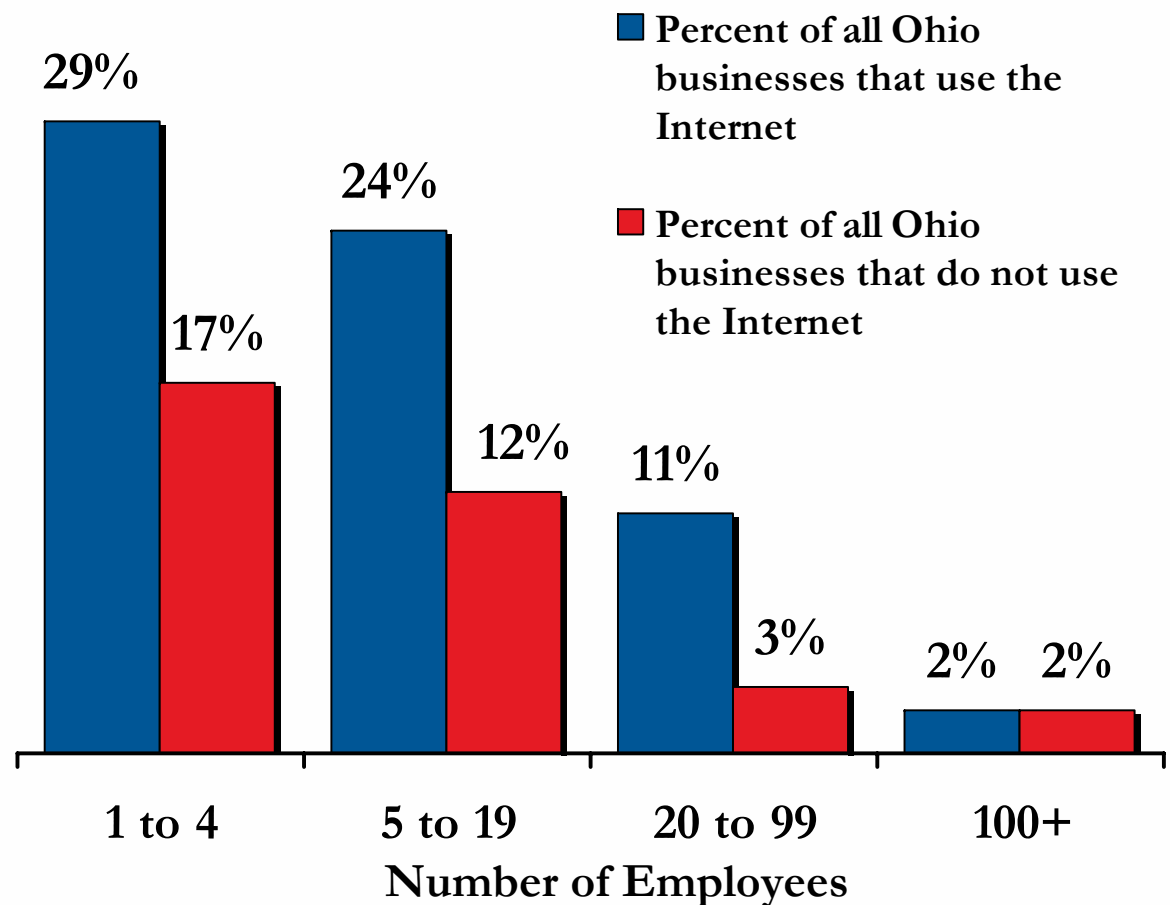 Percent of all Ohio
businesses that use the
Internet
Percent of all Ohio
businesses that do not use
the Internet
29%
17%
24%
12%
11%
3%
2%
2%
1 to 4
5 to 19
20 to 99
100+
Number of Employees